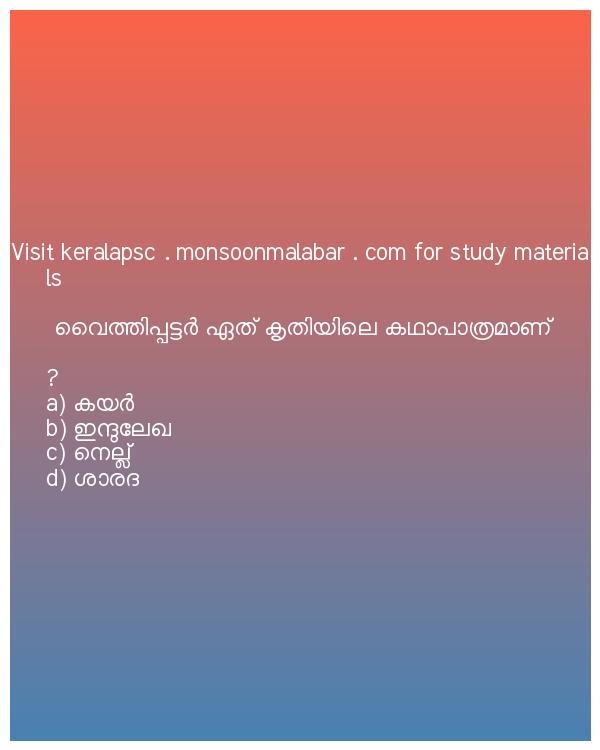 Visit keralapsc . monsoonmalabar . com for study materia
ls
വൈത്തിപ്പട്ടർ ഏത് കൃതിയിലെ കഥാപാത്രമാണ്
?
a) കയർ
b) ഇന്ദുലേഖ
c) നെല്ല്
d) ശാരദ